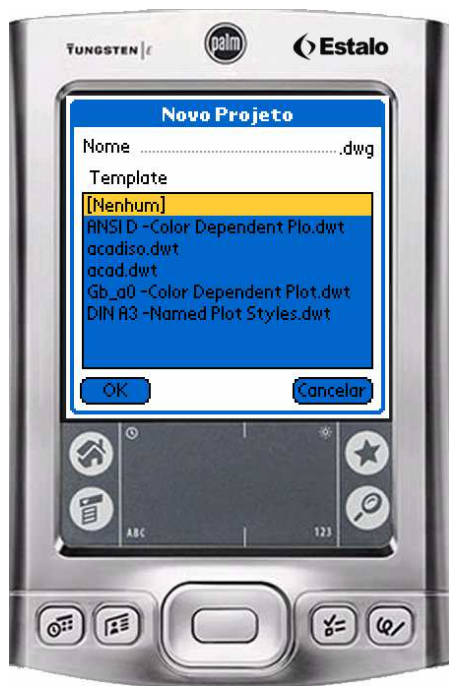 TUNGSTEN|E
palm
Estalo
Novo Projeto
Nome .dwg
Template
[Nenhum]
ANSI D -Color Dependent Plo.dwt
acadiso.dwt
acad.dwt
Gb_a0 -Color Dependent Plot.dwt
DIN A3 -Named Plot Styles.dwt
OK Cancelar
ABC 123